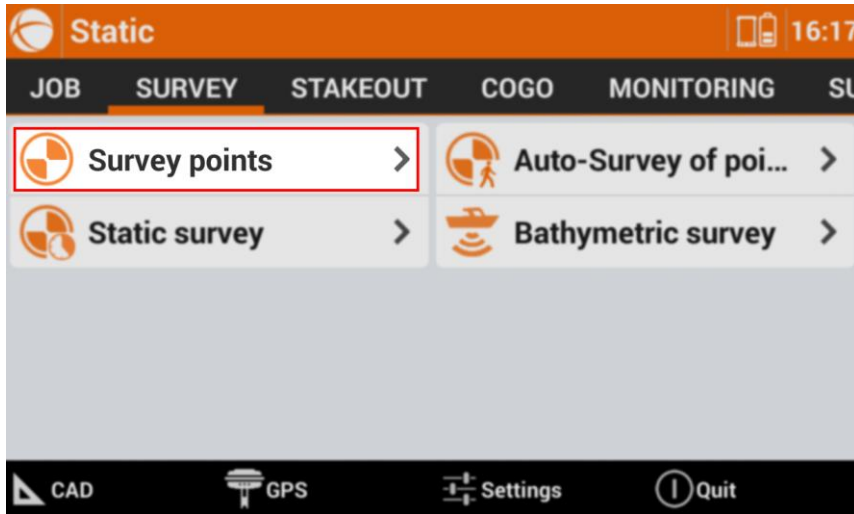 Static 16:17
JOB SURVEY STAKEOUT COGO MONITORING SU
Survey points
Auto-Survey of poi...
Static survey
Bathymetric survey
CAD GPS Settings Quit